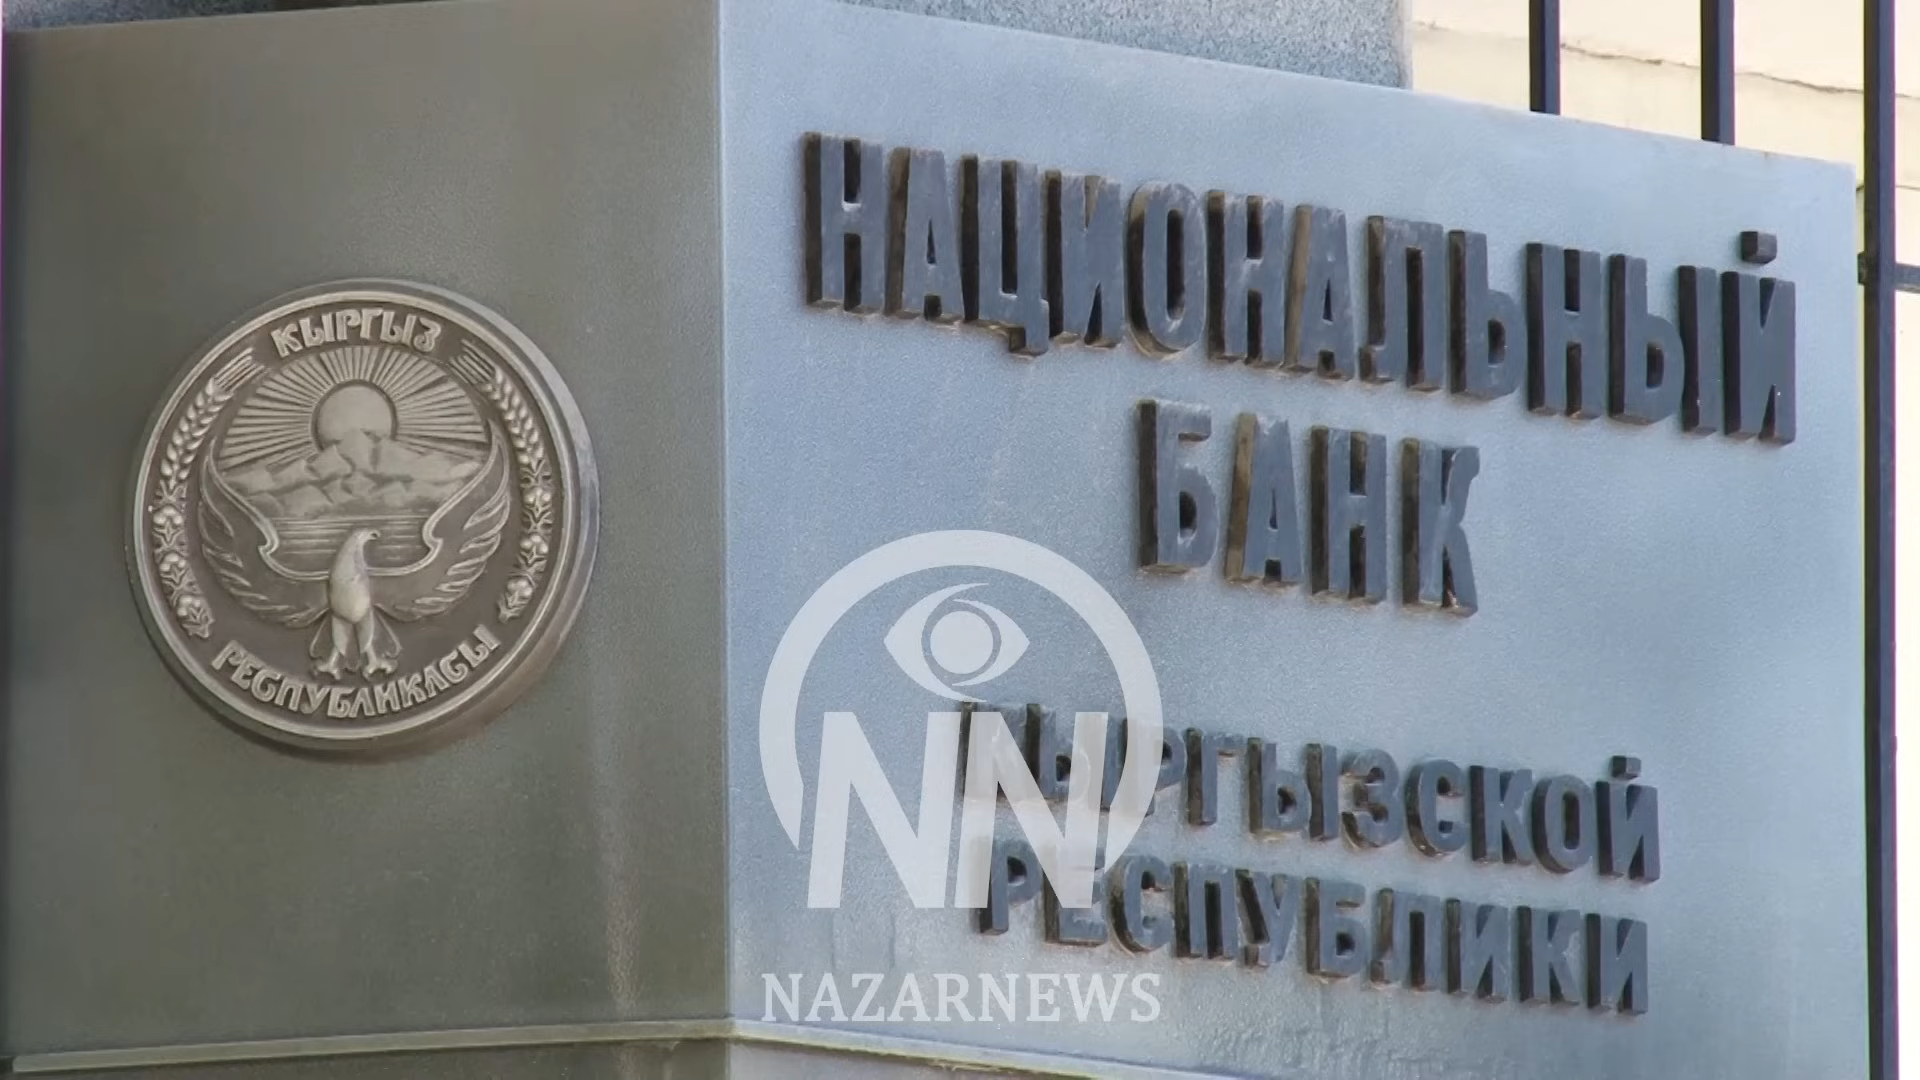 КЫРГЫЗ
РЕСПУБЛИКАСЫ
НАЦИОНАЛЬНЫЙ
БАНК
КЫРГЫЗСКОЙ
РЕСПУБЛИКИ
NN
NAZARNEWS